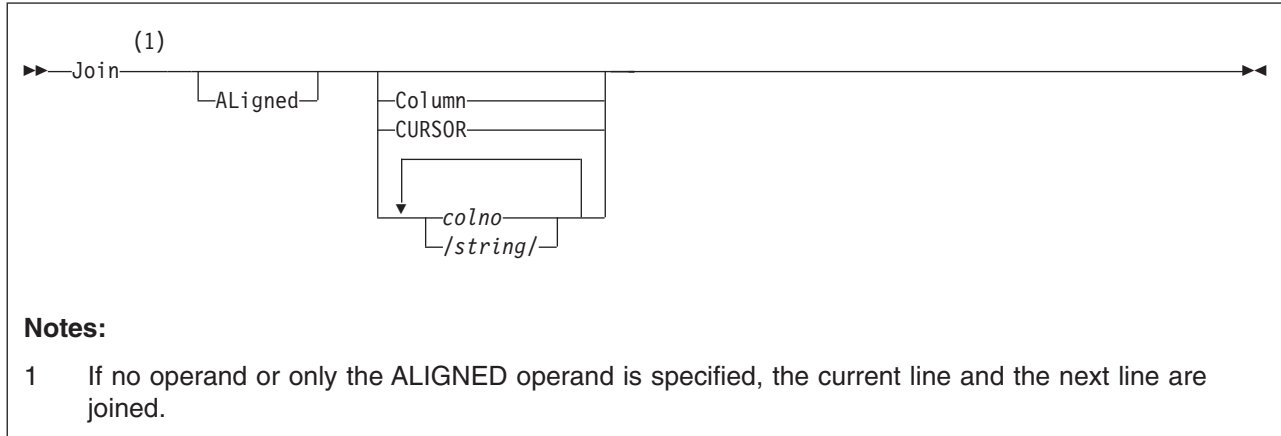 (1)
Join
ALigned
Column
CURSOR
colno
/string/
Notes:
1 If no operand or only the ALIGNED operand is specified, the current line and the next line are
joined.